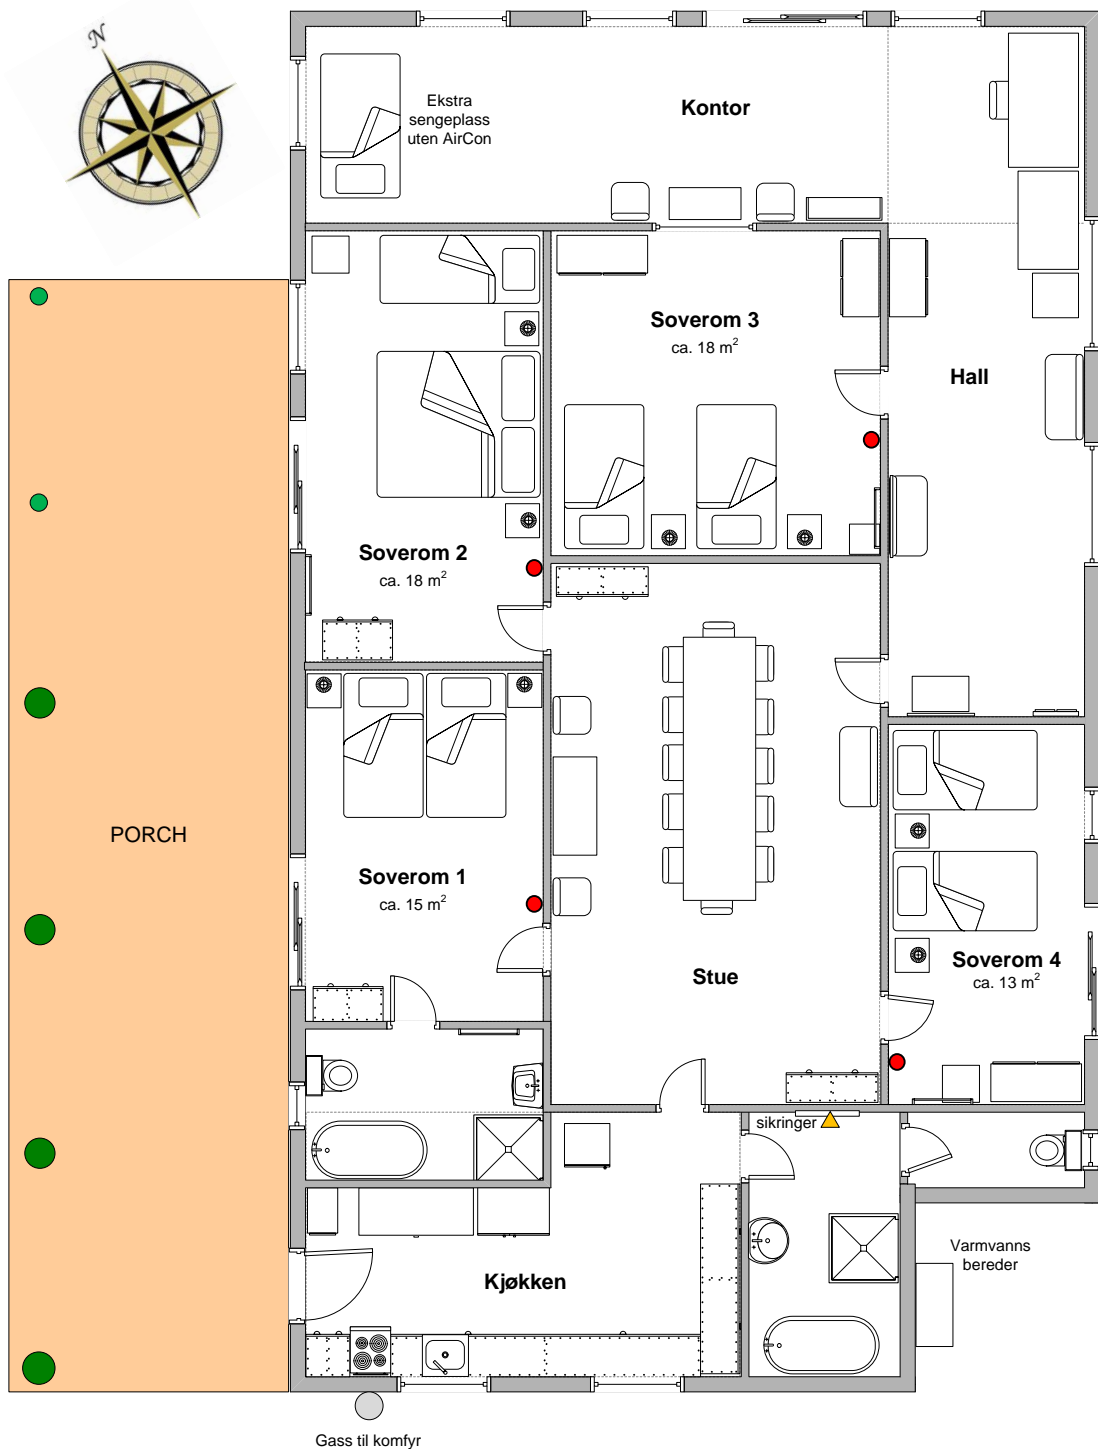 N
Ekstra
sengeplass
uten AirCon
Kontor
Soverom 3
ca. 18 m²
Hall
Soverom 2
ca. 18 m²
PORCH
Soverom 1
ca. 15 m²
Stue
Soverom 4
ca. 13 m²
sikringer
Varmvanns
bereder
Kjøkken
Gass til komfyr